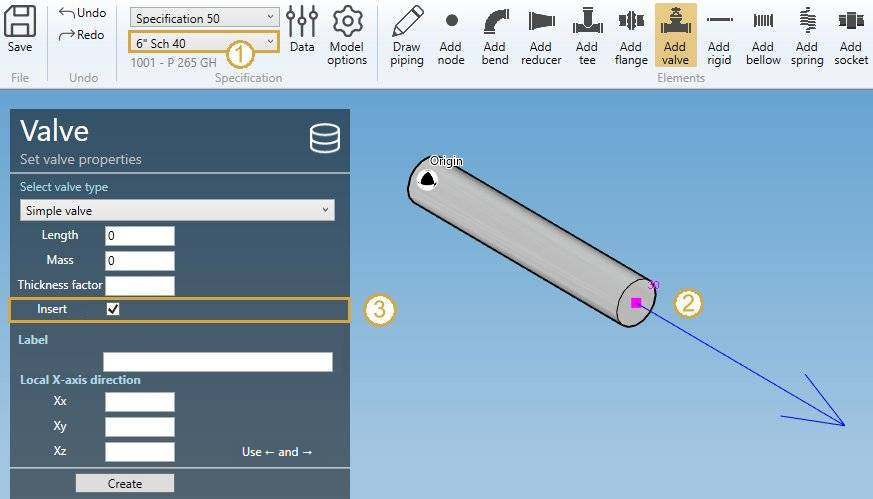 Save
Undo
Redo
Specification 50
6" Sch 40
1
1001 - P 265 GH
Data
Model
options
Draw
piping
Add
node
Add
bend
Add
reducer
Add
tee
Add
flange
Add
valve
Add
rigid
Add
bellow
Add
spring
Add
socket
File
Undo
Specification
Elements
Valve
Set valve properties
Select valve type
Simple valve
Length 0
Mass 0
Thickness factor
Insert
3
Label
Local X-axis direction
Xx
Xy
Xz
Use ← and →
Create
Origin
30
2